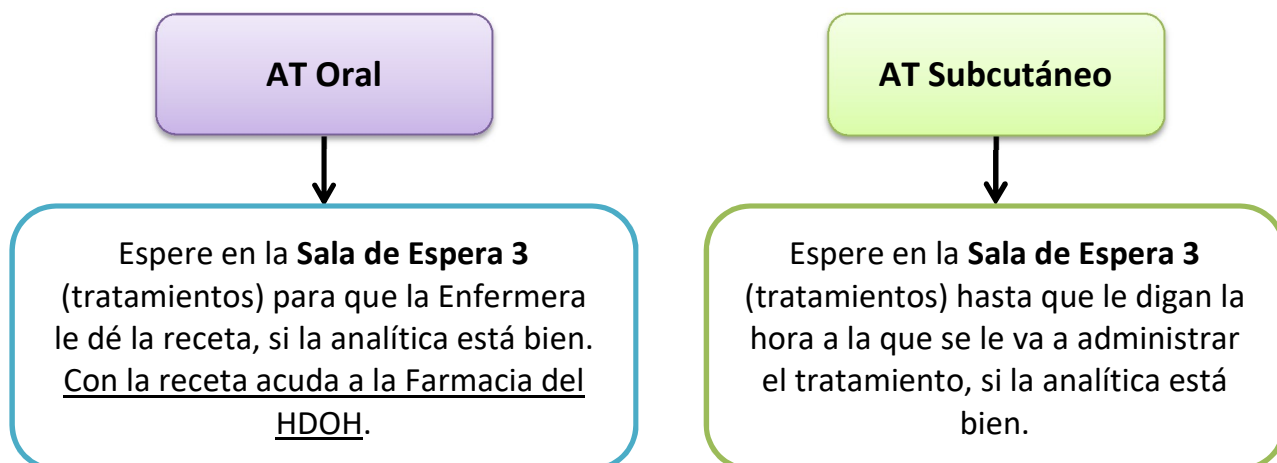 AT Oral
Espere en la Sala de Espera 3
(tratamientos) para que la Enfermera
le dé la receta, si la analítica está bien.
Con la receta acuda a la Farmacia del
HDOH.
AT Subcutáneo
Espere en la Sala de Espera 3
(tratamientos) hasta que le digan la
hora a la que se le va a administrar
el tratamiento, si la analítica está
bien.